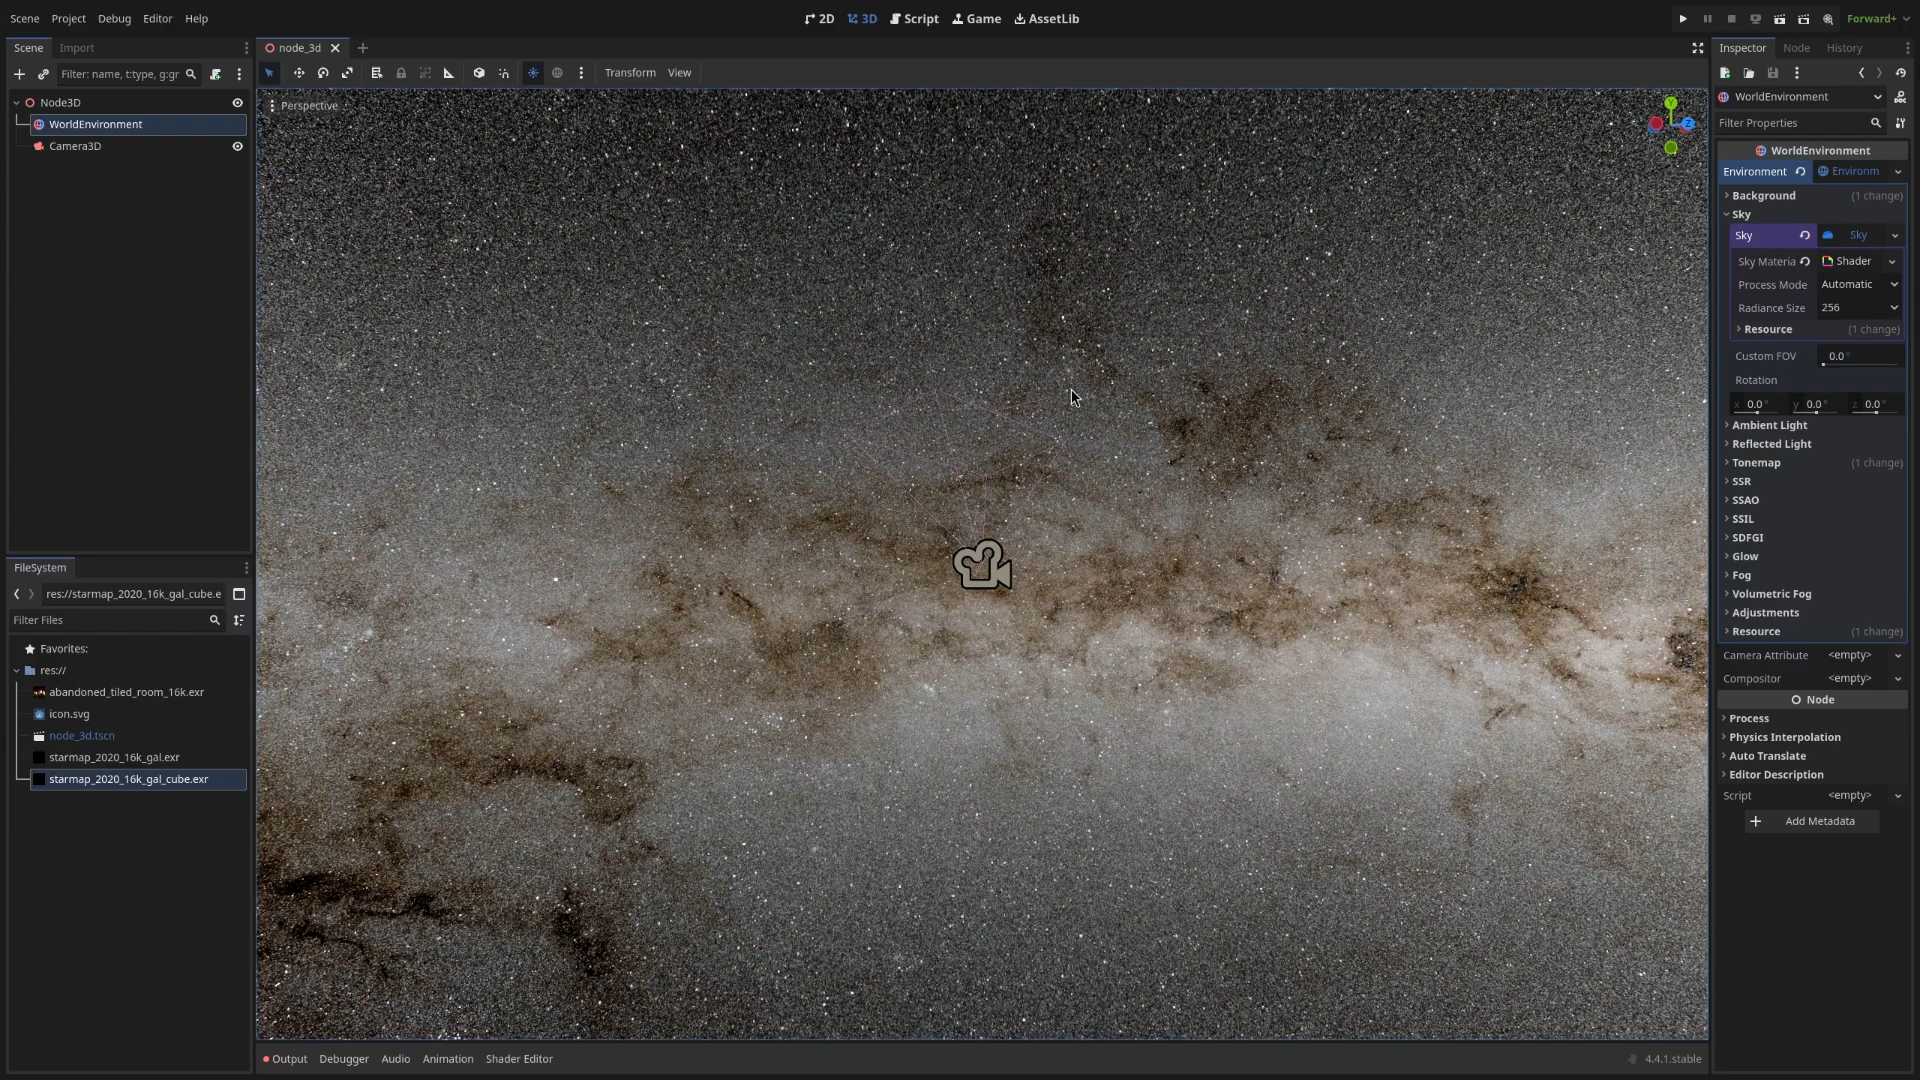 Scene Project Debug Editor Help
2D 3D Script Game AssetLib
Forward+
Scene Import
Filter: name, t:type, g:gr
Node3D
WorldEnvironment
Camera3D
FileSystem
res://starmap_2020_16k_gal_cube.e
Filter Files
Favorites:
res://
abandoned_tiled_room_16k.exr
icon.svg
node_3d.tscn
starmap_2020_16k_gal.exr
starmap_2020_16k_gal_cube.exr
node_3d
Transform View
Perspective
Y
Z
Output Debugger Audio Animation Shader Editor
4.4.1.stable
Inspector Node History
WorldEnvironment
Filter Properties
WorldEnvironment
Environment Environm
Background (1 change)
Sky
Sky Sky
Sky Materia Shader
Process Mode Automatic
Radiance Size 256
Resource (1 change)
Custom FOV 0.0 °
Rotation
x 0.0 ° y 0.0 ° z 0.0 °
Ambient Light
Reflected Light
Tonemap (1 change)
SSR
SSAO
SSIL
SDFGI
Glow
Fog
Volumetric Fog
Adjustments
Resource (1 change)
Camera Attribute <empty>
Compositor <empty>
Node
Process
Physics Interpolation
Auto Translate
Editor Description
Script <empty>
Add Metadata